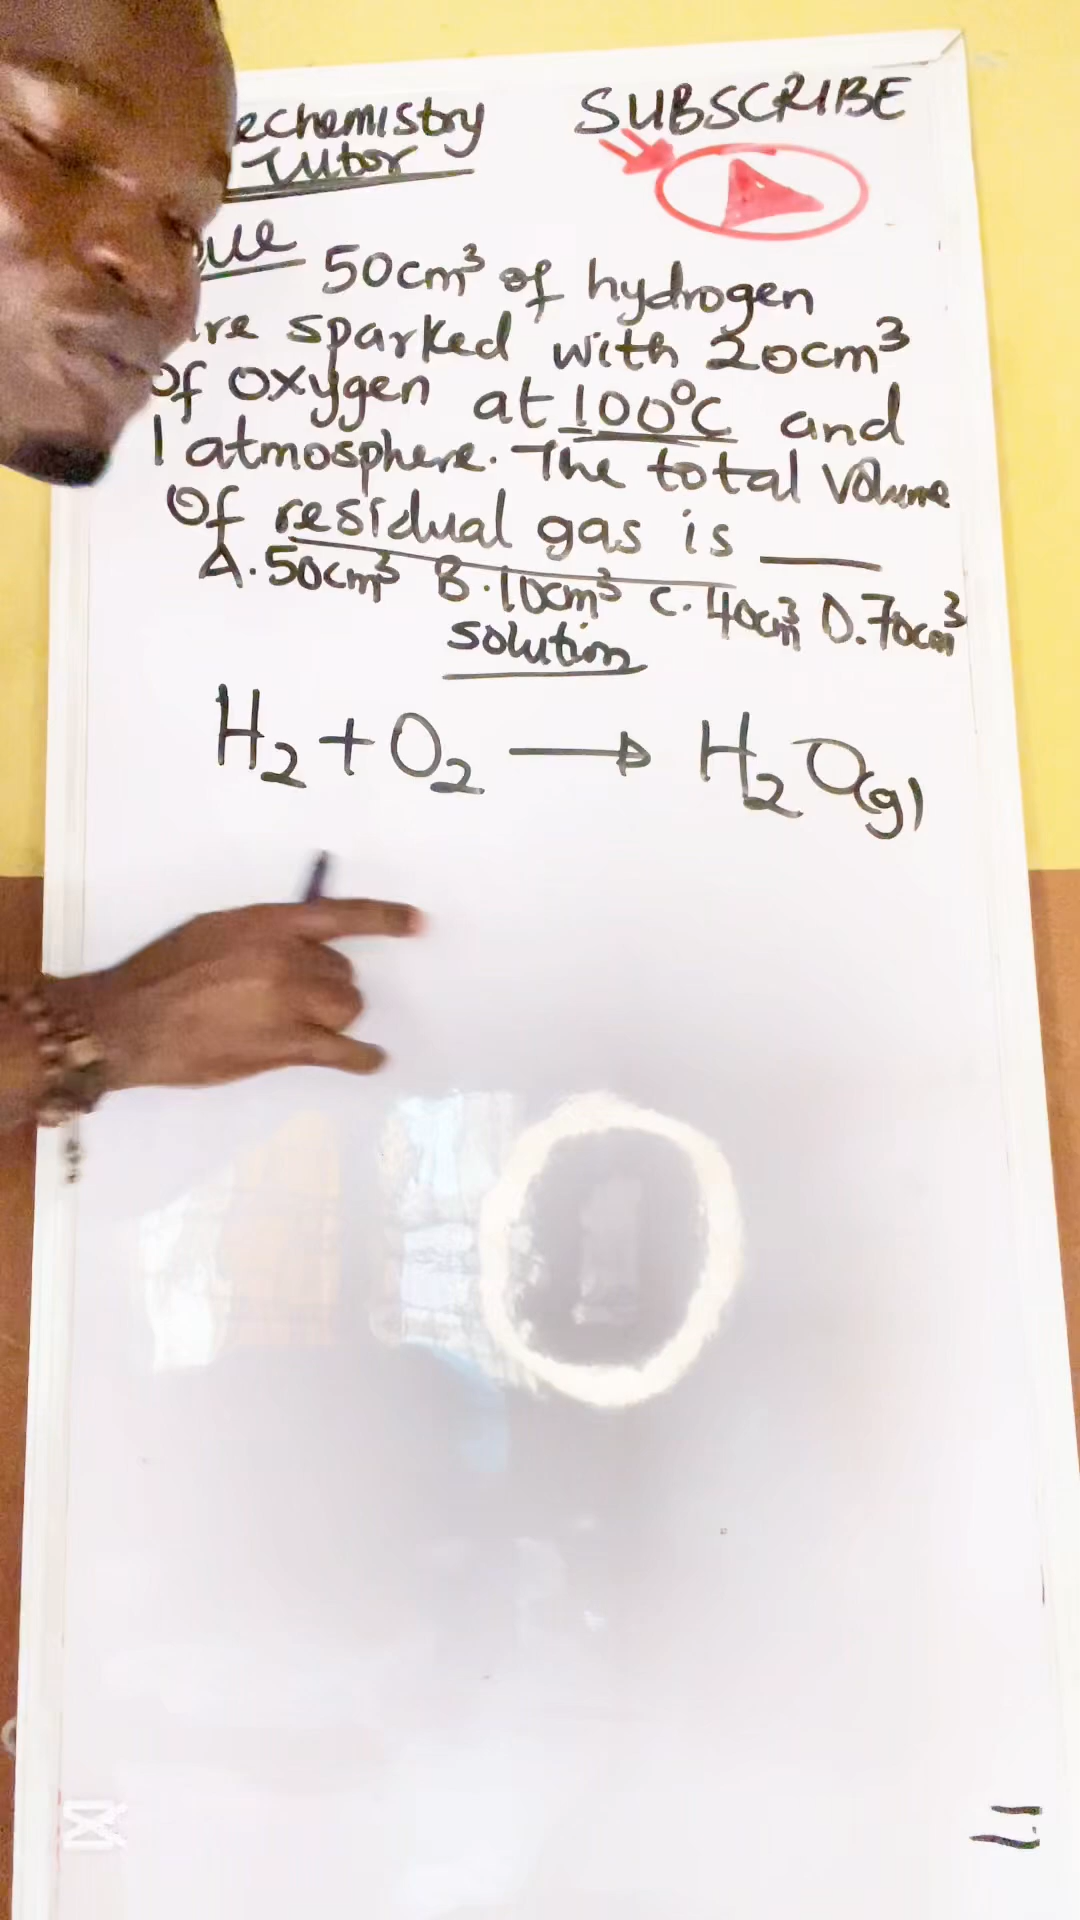 echemistry SUBSCRIBE
Tutor
50cm³ of hydrogen
sparked with 20cm³
of oxygen at 100°C and
1 atmosphere. The total volume
of residual gas is ___
A. 50cm³ B. 10cm³ C. 40cm³ D. 70cm³
solution
H₂ + O₂ → H₂O(g)